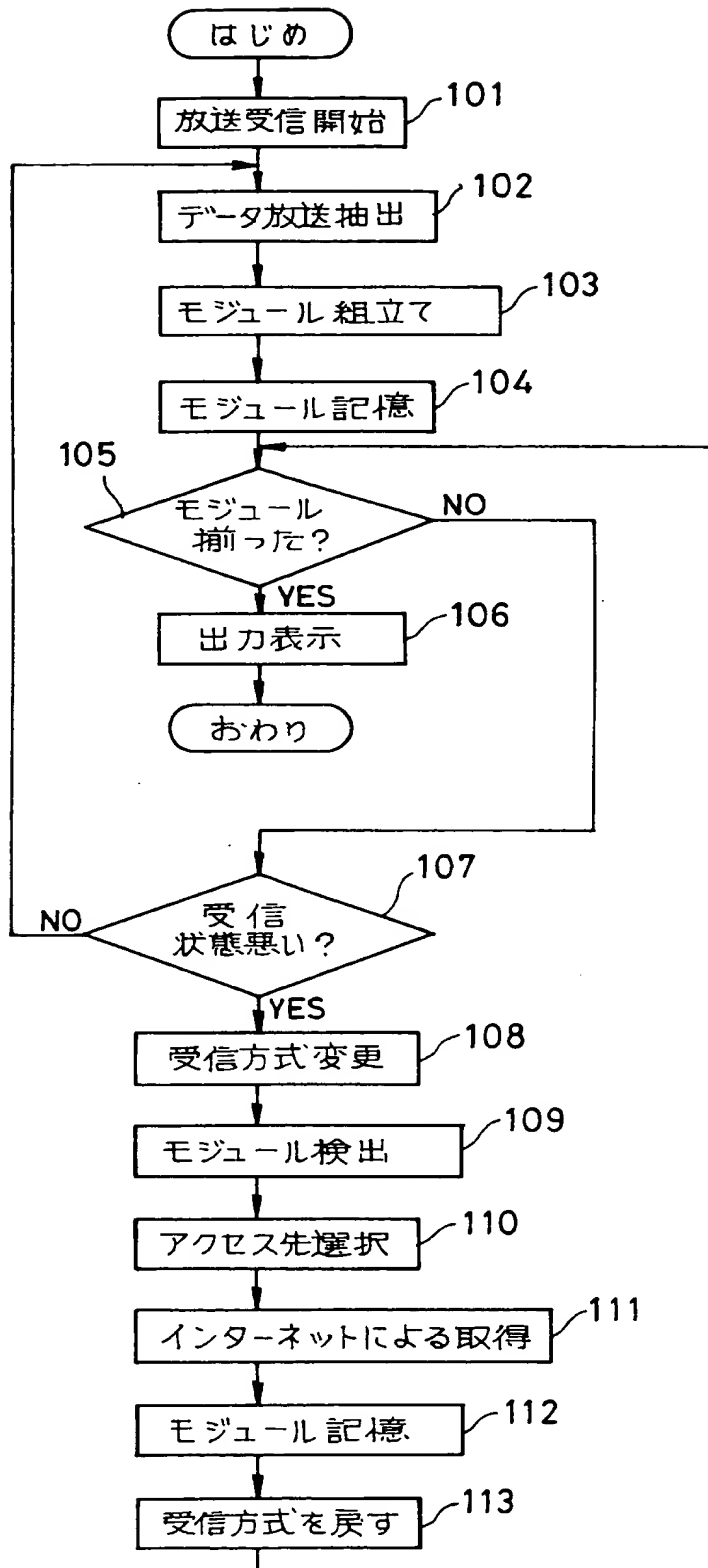 はじめ
101
放送受信開始
102
データ放送抽出
103
モジュール組立て
104
モジュール記憶
105
モジュール
揃った?
NO
YES
106
出力表示
おわり
107
受信
状態悪い?
NO
YES
108
受信方式変更
109
モジュール検出
110
アクセス先選択
111
インターネットによる取得
112
モジュール記憶
113
受信方式を戻す